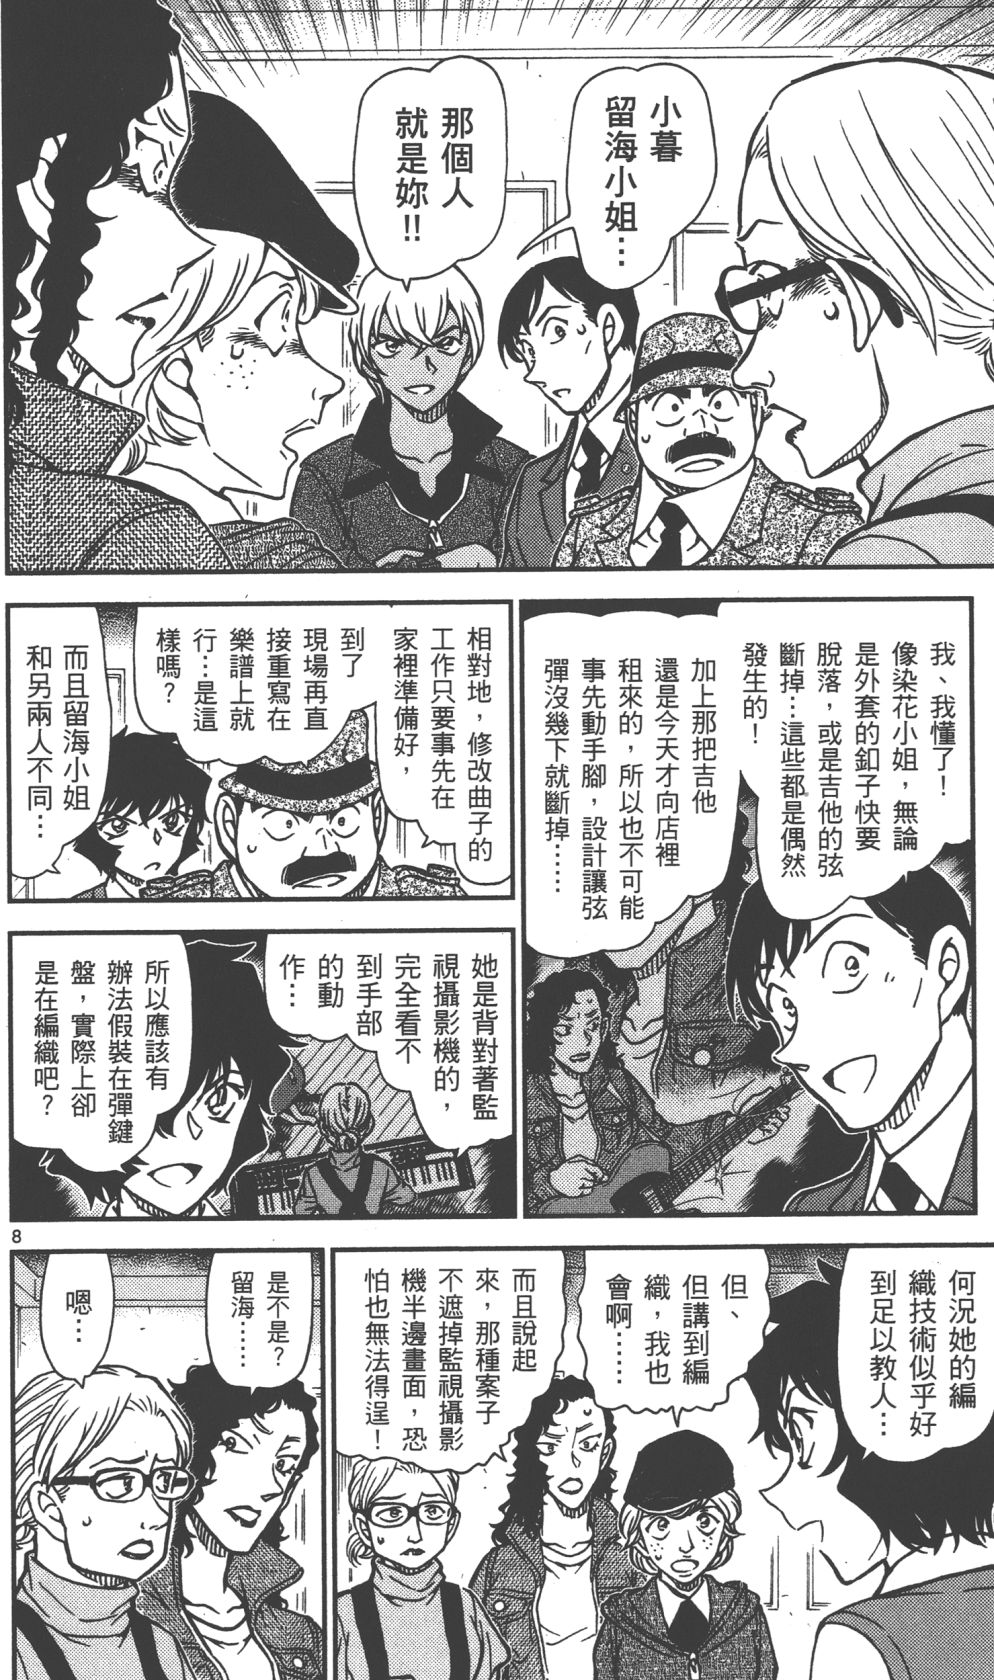 小暮
留海小姐…
那個人
就是妳!!
我、我懂了！
像染花小姐，無論
是外套的釦子快要
脫落，或是吉他的弦
斷掉…這些都是偶然
發生的！
加上那把吉他
還是今天才向店裡
租來的，所以也不可能
事先動手腳，設計讓弦
彈沒幾下就斷掉……
相對地，修改曲子的
工作只要事先在
家裡準備好，
到了
現場再直
接重寫在
樂譜上就
行…是這
樣嗎？
而且留海小姐
和另兩人不同…
她是背對著監
視攝影機的，
完全看不
到手部
的動
作…
所以應該有
辦法假裝在彈鍵
盤，實際上卻
是在編織吧？
8
何況她的編
織技術似乎好
到足以教人…
但、
但講到編
織，我也
會啊……
而且說起
來，那種案子
不遮掉監視攝影
機半邊畫面，恐
怕也無法得逞！
是不是？
留海……
嗯…